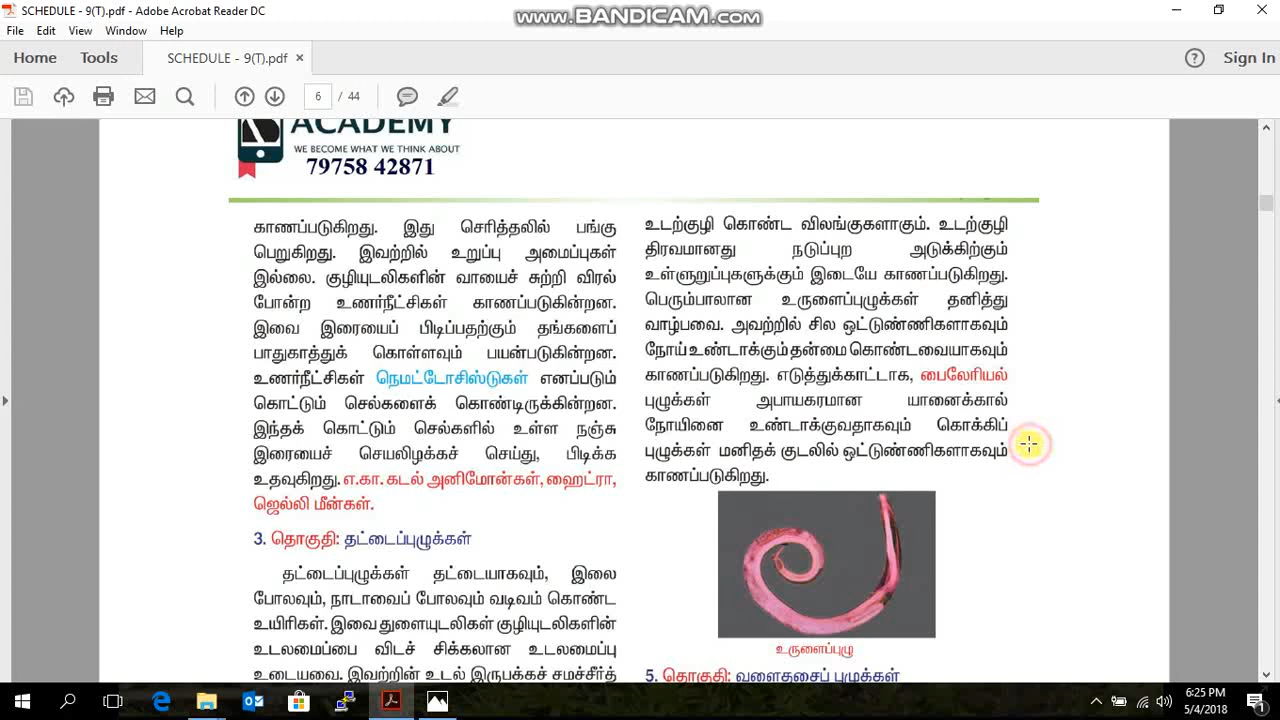 SCHEDULE - 9(T).pdf - Adobe Acrobat Reader DC
www.BANDICAM.com
File Edit View Window Help
Home Tools SCHEDULE - 9(T).pdf × ? Sign In
6 / 44
ACADEMY
WE BECOME WHAT WE THINK ABOUT
79758 42871
காணப்படுகிறது. இது செரித்தலில் பங்கு
பெறுகிறது. இவற்றில் உறுப்பு அமைப்புகள்
இல்லை. குழியுடலிகளின் வாயைச் சுற்றி விரல்
போன்ற உணர்நீட்சிகள் காணப்படுகின்றன.
இவை இரையைப் பிடிப்பதற்கும் தங்களைப்
பாதுகாத்துக் கொள்ளவும் பயன்படுகின்றன.
உணர்நீட்சிகள் நெமட்டோசிஸ்டுகள் எனப்படும்
கொட்டும் செல்களைக் கொண்டிருக்கின்றன.
இந்தக் கொட்டும் செல்களில் உள்ள நஞ்சு
இரையைச் செயலிழக்கச் செய்து, பிடிக்க
உதவுகிறது. எ.கா. கடல் அனிமோன்கள், ஹைட்ரா,
ஜெல்லி மீன்கள்.
3. தொகுதி: தட்டைப்புழுக்கள்
தட்டைப்புழுக்கள் தட்டையாகவும், இலை
போலவும், நாடாவைப் போலவும் வடிவம் கொண்ட
உயிரிகள். இவை துளையுடலிகள் குழியுடலிகளின்
உடலமைப்பை விடச் சிக்கலான உடலமைப்பு
உடையவை. இவற்றின் உடல் இருபக்கச் சமச்சீர்த்
உடற்குழி கொண்ட விலங்குகளாகும். உடற்குழி
திரவமானது நடுப்புற அடுக்கிற்கும்
உள்ளுறுப்புகளுக்கும் இடையே காணப்படுகிறது.
பெரும்பாலான உருளைப்புழுக்கள் தனித்து
வாழ்பவை. அவற்றில் சில ஒட்டுண்ணிகளாகவும்
நோய் உண்டாக்கும் தன்மை கொண்டவையாகவும்
காணப்படுகிறது. எடுத்துக்காட்டாக, பைலேரியல்
புழுக்கள் அபாயகரமான யானைக்கால்
நோயினை உண்டாக்குவதாகவும் கொக்கிப்
புழுக்கள் மனிதக் குடலில் ஒட்டுண்ணிகளாகவும்
காணப்படுகிறது.
உருளைப்புழு
5. தொகுதி: வளைதசைப் புழுக்கள்
6:25 PM
5/4/2018